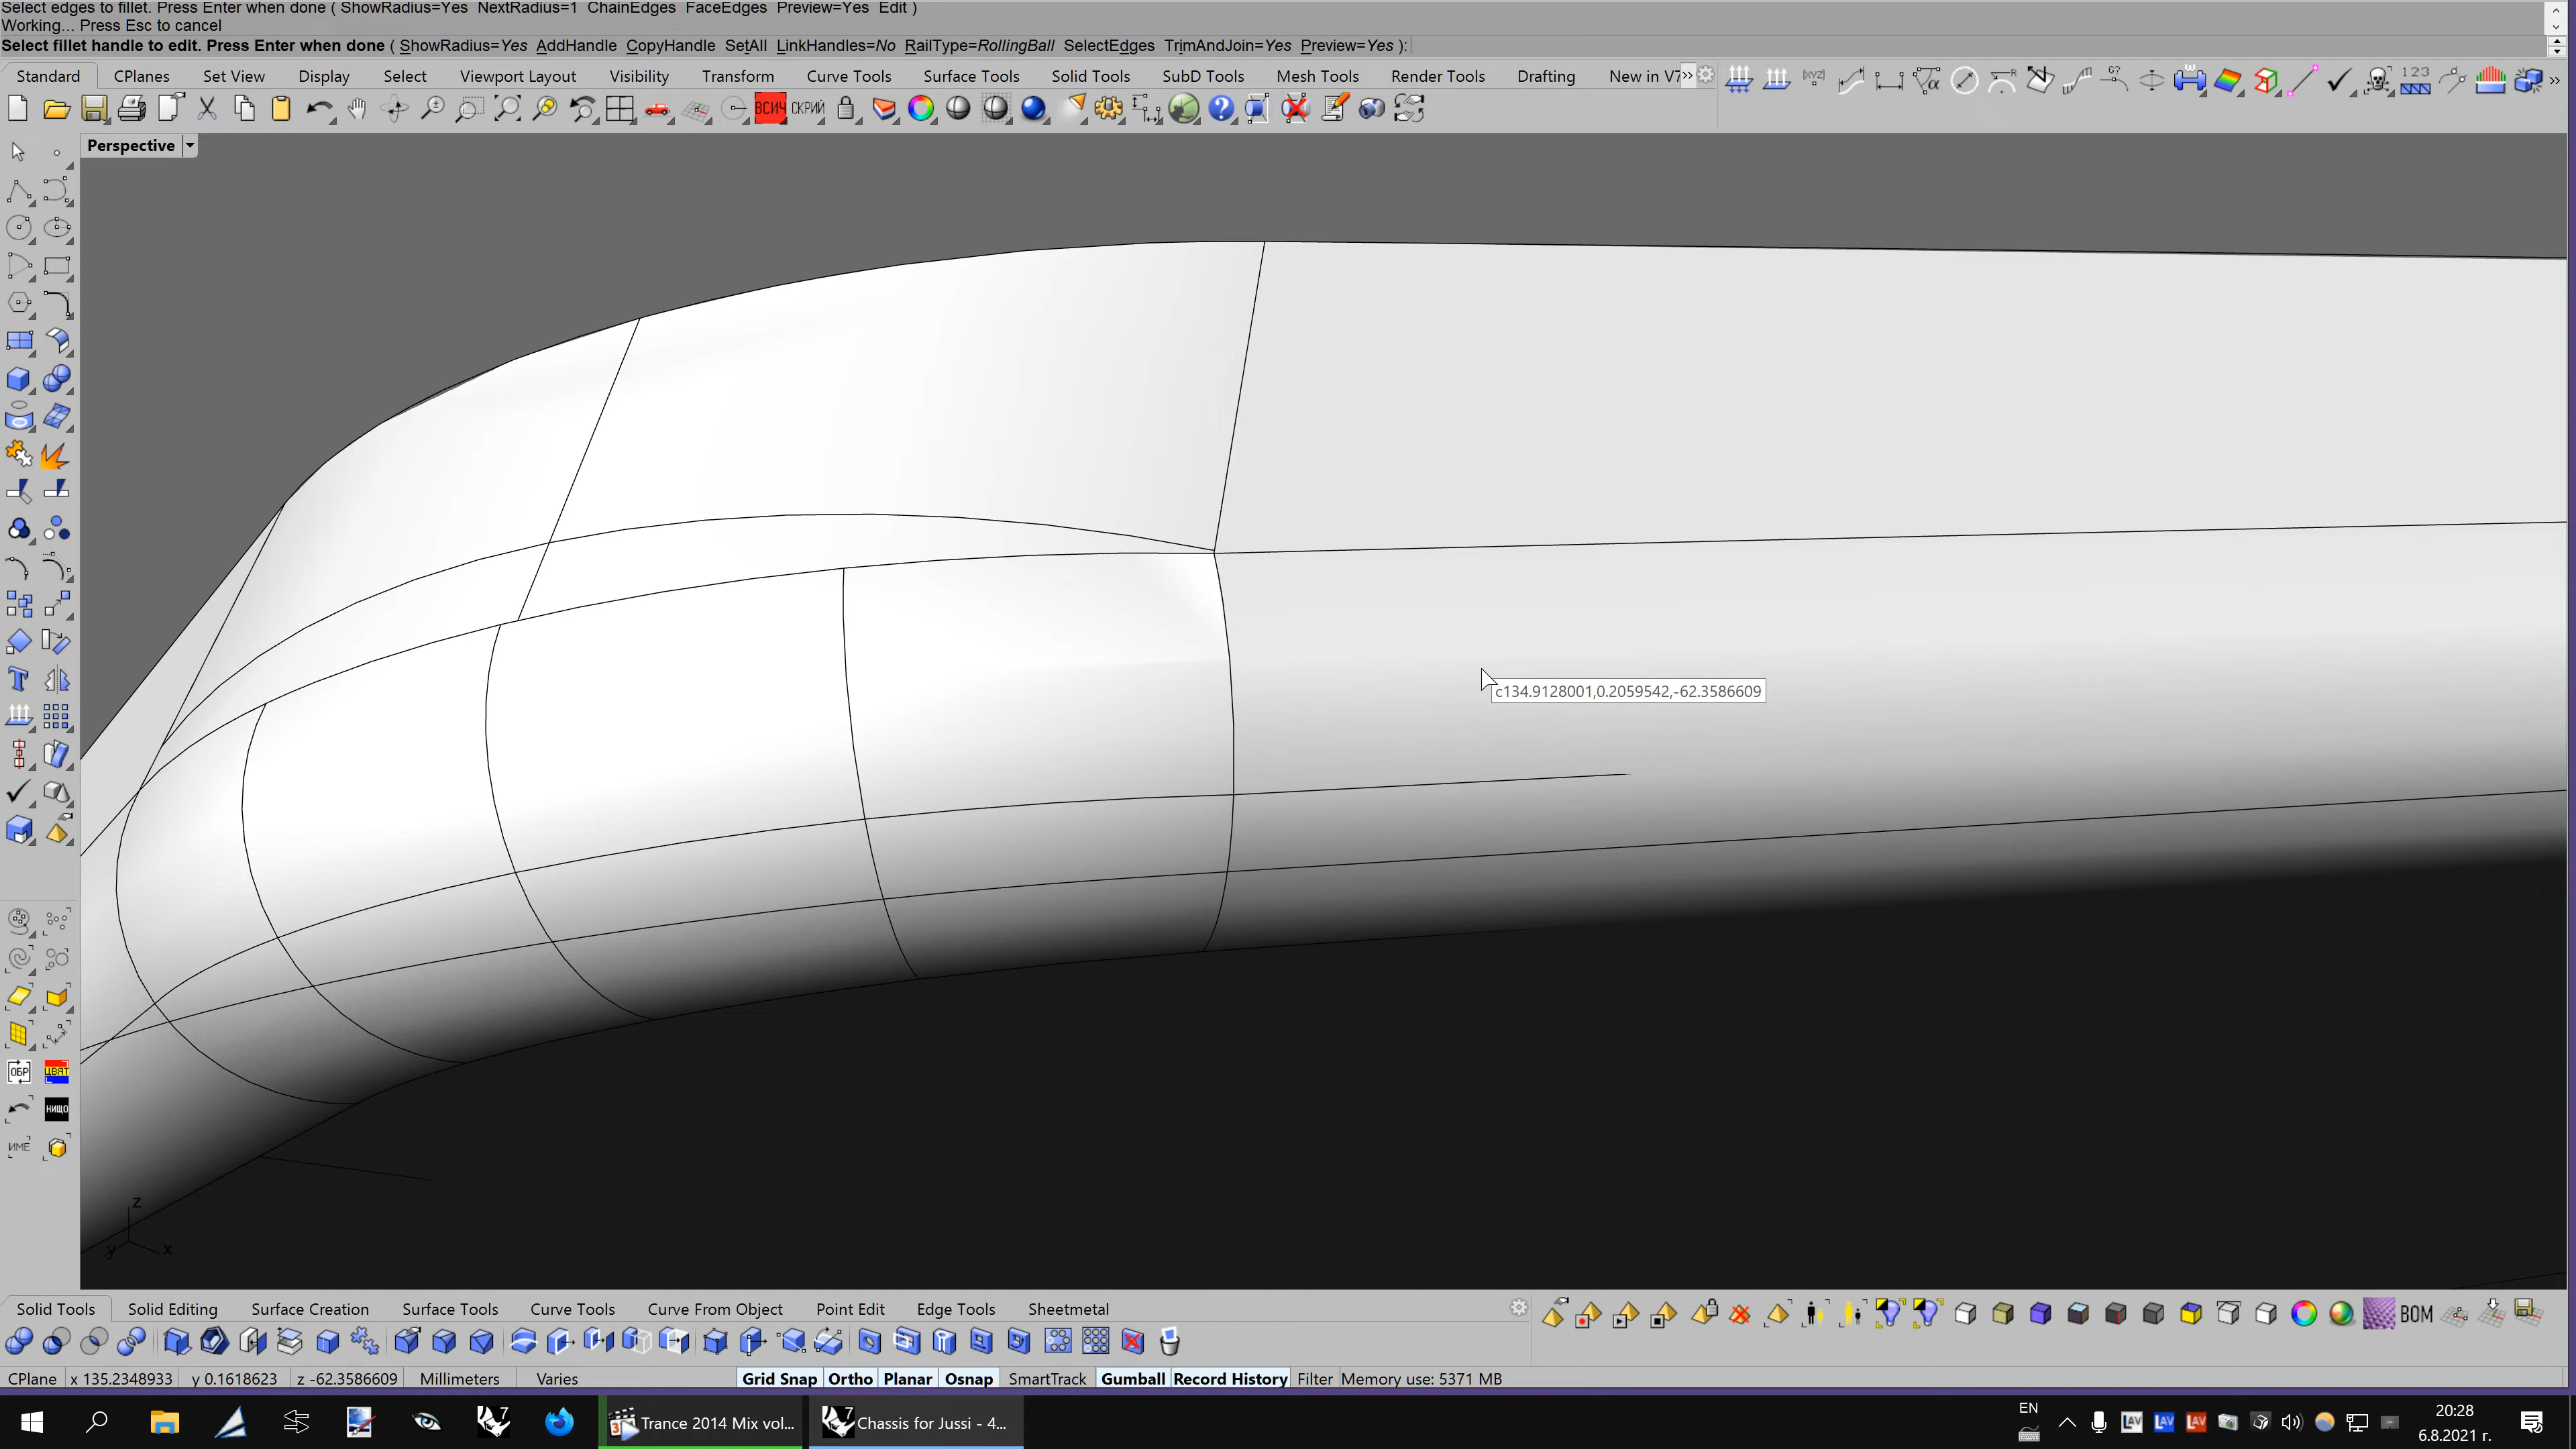 Select edges to fillet. Press Enter when done ( ShowRadius=Yes  NextRadius=1  ChainEdges  FaceEdges  Preview=Yes  Edit )
Working...  Press Esc to cancel
Select fillet handle to edit. Press Enter when done ( ShowRadius=Yes  AddHandle  CopyHandle  SetAll  LinkHandles=No  RailType=RollingBall  SelectEdges  TrimAndJoin=Yes  Preview=Yes ):
Standard CPlanes Set View Display Select Viewport Layout Visibility Transform Curve Tools Surface Tools Solid Tools SubD Tools Mesh Tools Render Tools Drafting New in V7
ВСИЧ СКРИЙ
Perspective
c134.9128001,0.2059542,-62.3586609
ОБР ЦВЯТ
НИЩО
ИМЕ
z
y x
Solid Tools Solid Editing Surface Creation Surface Tools Curve Tools Curve From Object Point Edit Edge Tools Sheetmetal
BOM
CPlane x 135.2348933 y 0.1618623 z -62.3586609 Millimeters Varies Grid Snap Ortho Planar Osnap SmartTrack Gumball Record History Filter Memory use: 5371 MB
7 Trance 2014 Mix vol... 7 Chassis for Jussi - 4... EN LAV LAV LAV 20:28
6.8.2021 г.